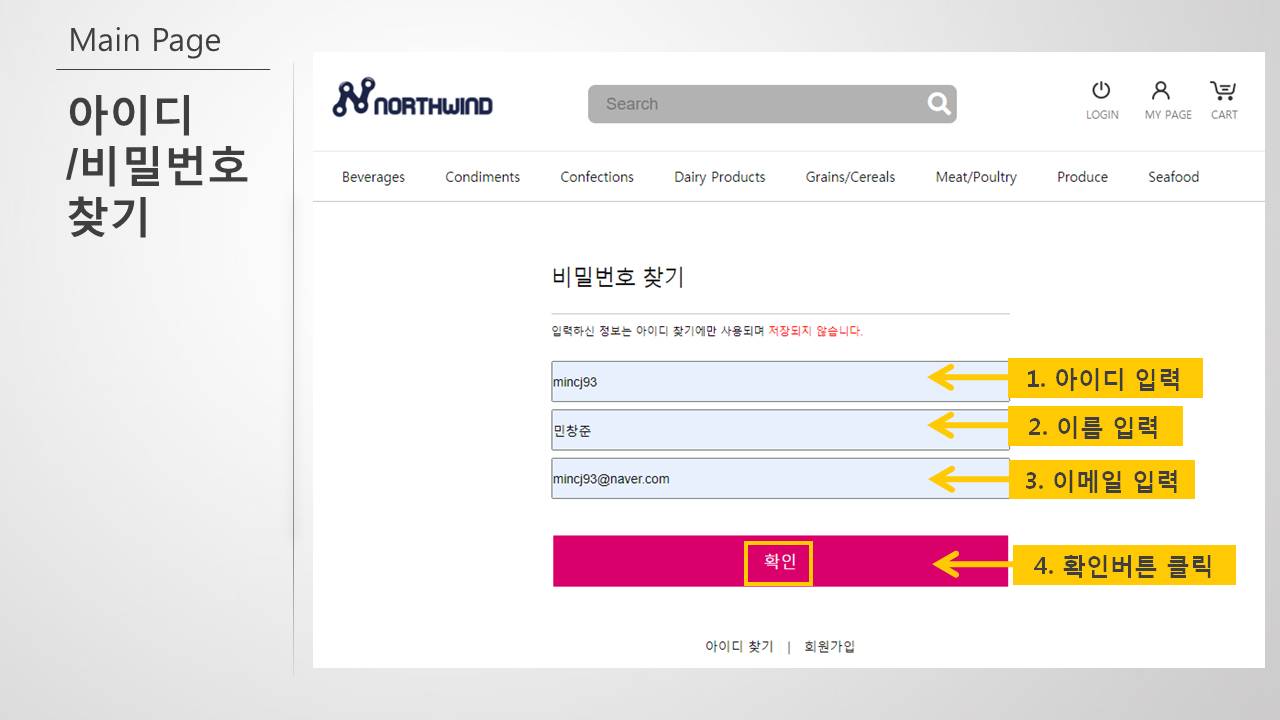 Main Page
아이디
/비밀번호
찾기
NORTHWIND
Search
LOGIN
MY PAGE
CART
Beverages
Condiments
Confections
Dairy Products
Grains/Cereals
Meat/Poultry
Produce
Seafood
비밀번호 찾기
입력하신 정보는 아이디 찾기에만 사용되며 저장되지 않습니다.
mincj93
1. 아이디 입력
민창준
2. 이름 입력
mincj93@naver.com
3. 이메일 입력
확인
4. 확인버튼 클릭
아이디 찾기 | 회원가입